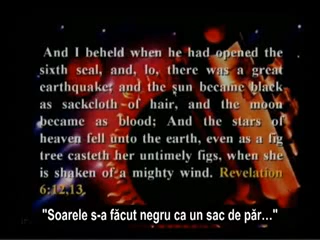 And I beheld when he had opened the
sixth seal, and, lo, there was a great
earthquake; and the sun became black
as sackcloth of hair, and the moon
became as blood; And the stars of
heaven fell unto the earth, even as a fig
tree casteth her untimely figs, when she
is shaken of a mighty wind. Revelation
6:12,13
"Soarele s-a făcut negru ca un sac de păr…"